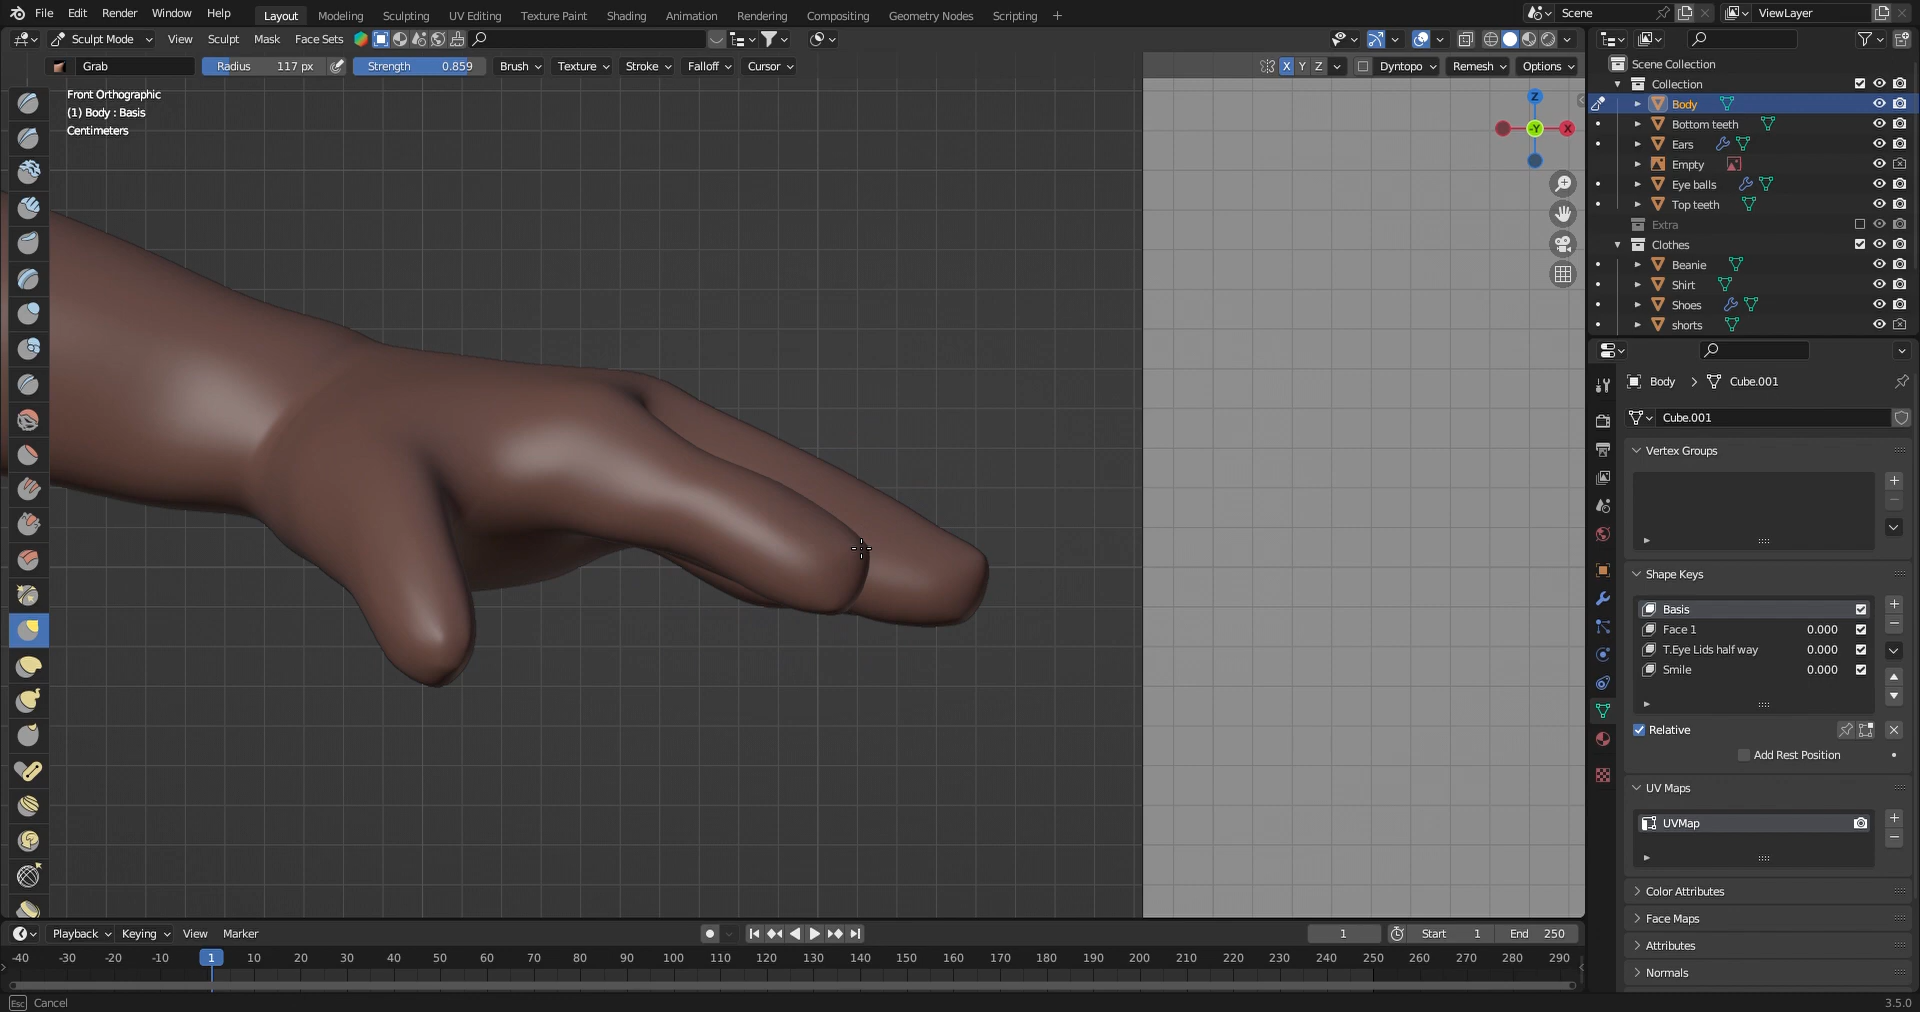 File Edit Render Window Help Layout Modeling Sculpting UV Editing Texture Paint Shading Animation Rendering Compositing Geometry Nodes Scripting + Scene ViewLayer
Sculpt Mode View Sculpt Mask Face Sets
Grab Radius 117 px Strength 0.859 Brush Texture Stroke Falloff Cursor X Y Z Dyntopo Remesh Options
Front Orthographic
(1) Body : Basis
Centimeters
Z
-Y X
Scene Collection
Collection
Body
Bottom teeth
Ears
Empty
Eye balls
Top teeth
Extra
Clothes
Beanie
Shirt
Shoes
shorts
Body > Cube.001
Cube.001
Vertex Groups
Shape Keys
Basis
Face 1 0.000
T.Eye Lids half way 0.000
Smile 0.000
Relative
Add Rest Position
UV Maps
UVMap
Color Attributes
Face Maps
Attributes
Normals
Playback Keying View Marker 1 Start 1 End 250
-40 -30 -20 -10 1 10 20 30 40 50 60 70 80 90 100 110 120 130 140 150 160 170 180 190 200 210 220 230 240 250 260 270 280 290
Esc Cancel 3.5.0